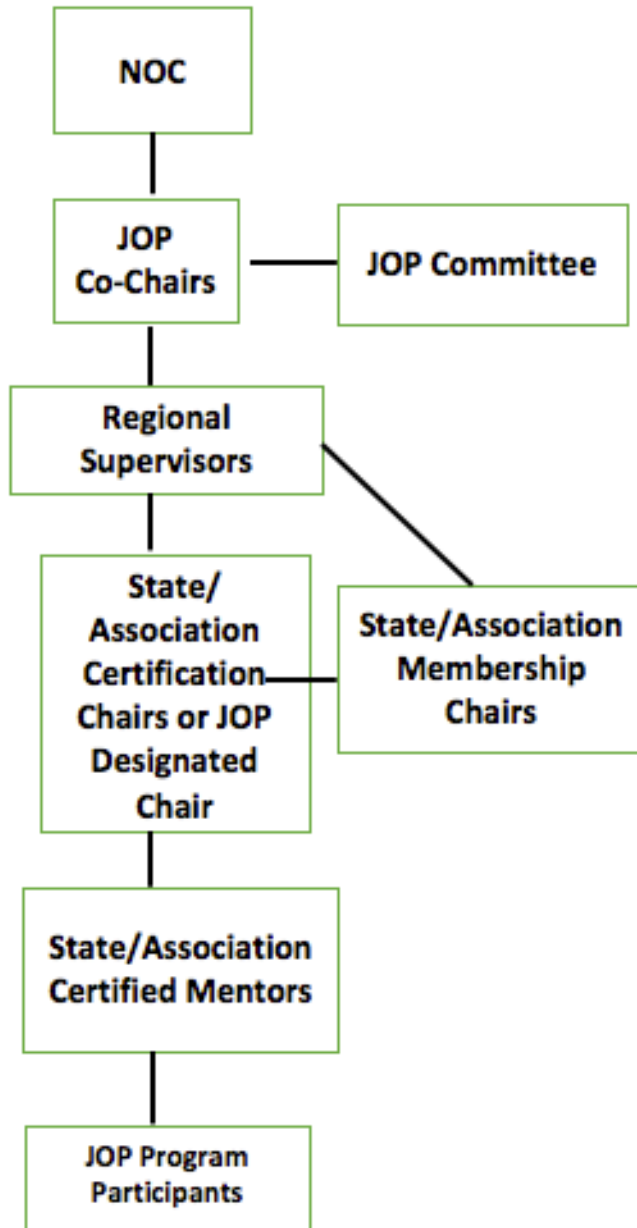 NOC
JOP
Co-Chairs
JOP Committee
Regional
Supervisors
State/
Association
Certification
Chairs or JOP
Designated
Chair
State/Association
Membership
Chairs
State/Association
Certified Mentors
JOP Program
Participants